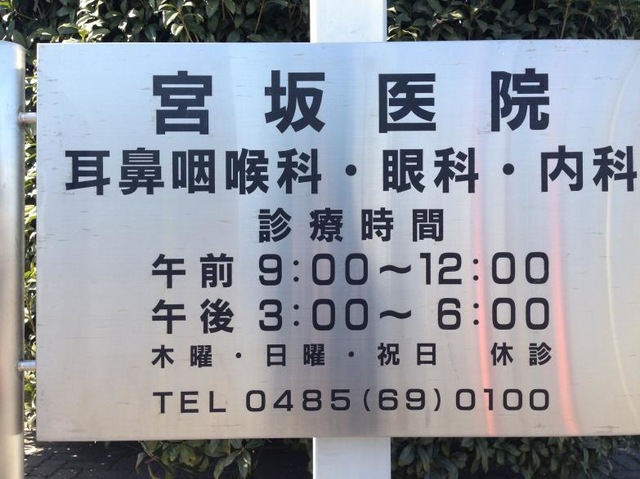 宮坂医院
耳鼻咽喉科・眼科・内科
診療時間
午前 9:00～12:00
午後 3:00～ 6:00
木曜・日曜・祝日 休診
TEL 0485(69)0100